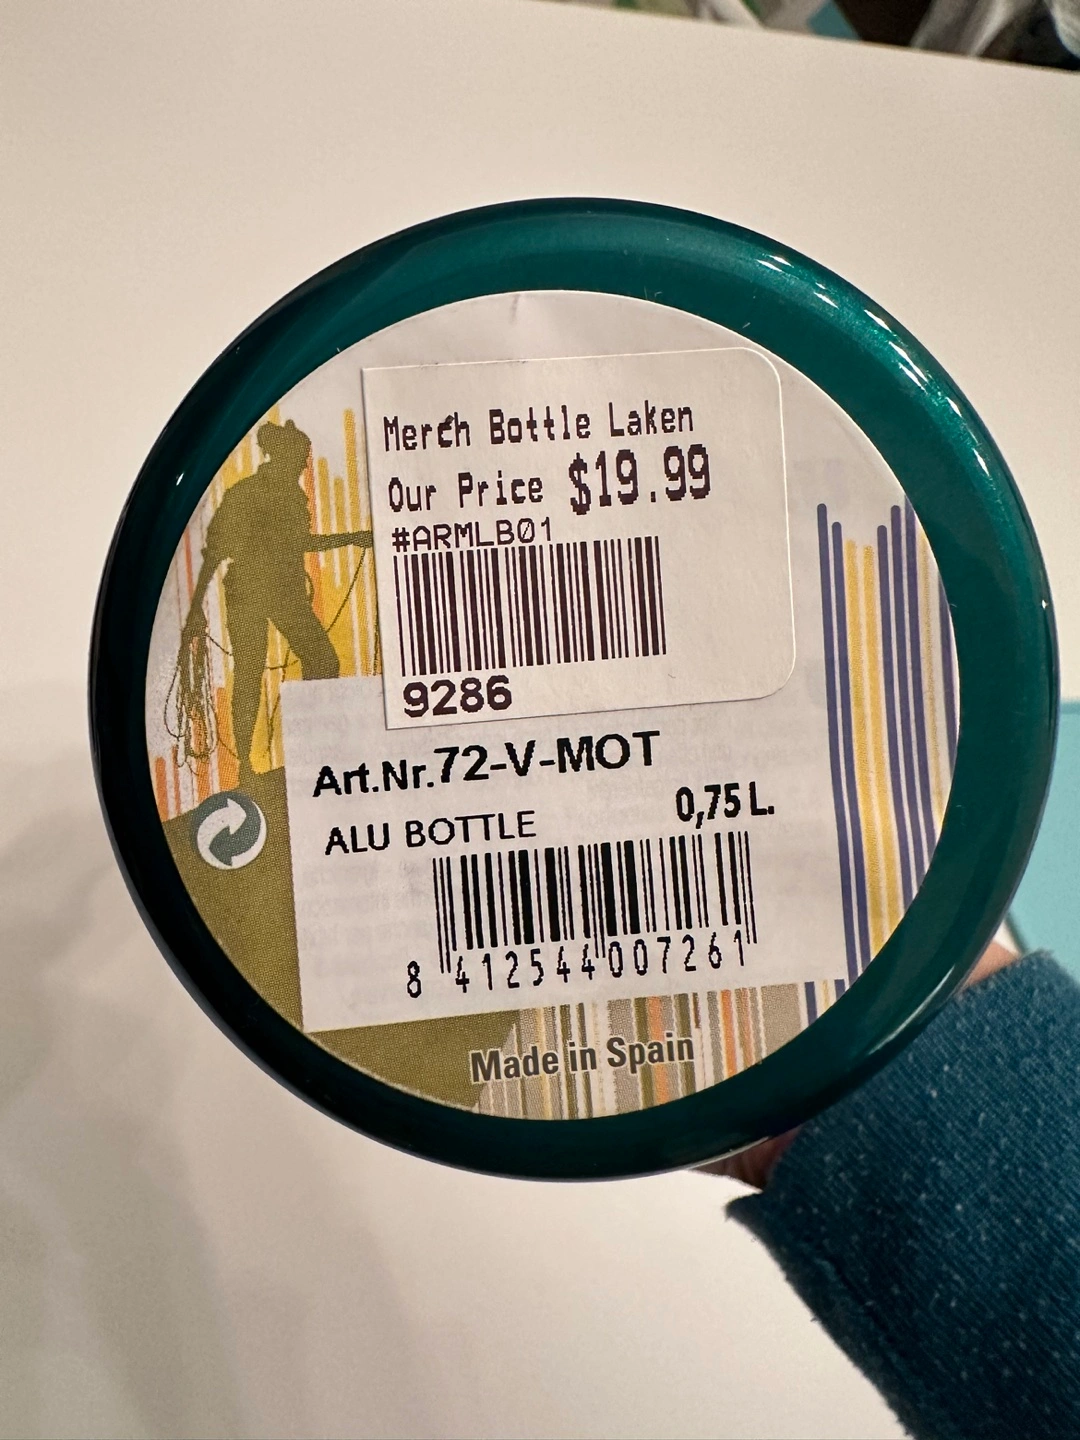 Merch Bottle Laken
Our Price $19.99
#ARMLB01
9286
Art.Nr.72-V-MOT
ALU BOTTLE 0,75 L.
8 412544 007261
Made in Spain